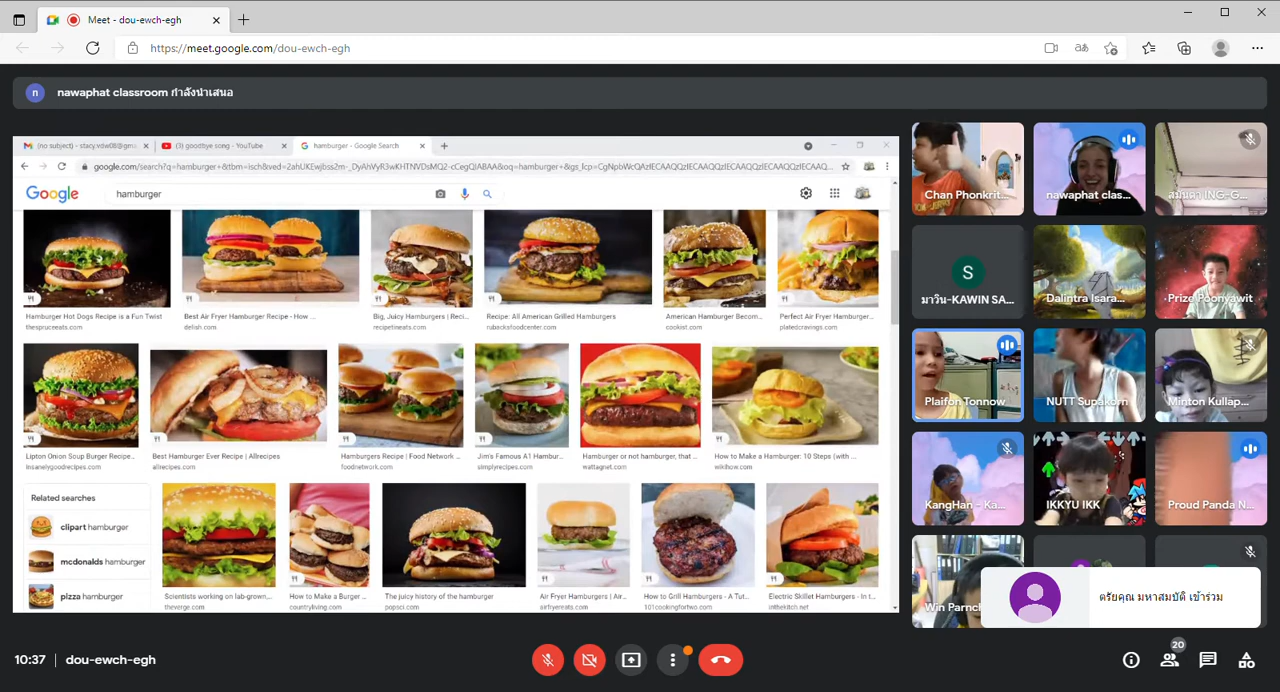 Meet - dou-ewch-egh
https://meet.google.com/dou-ewch-egh
n nawaphat classroom กำลังนำเสนอ
(no subject) - stacy.vdw08@gm
(3) goodbye song - YouTube
hamburger - Google Search
Google
hamburger
Hamburger Hot Dogs Recipe is a Fun Twist
thespruceeats.com
Best Air Fryer Hamburger Recipe - How ...
delish.com
Big, Juicy Hamburgers | Reci...
recipetineats.com
Recipe: All American Grilled Hamburgers
rubacksfoodcenter.com
American Hamburger Becom...
cookist.com
Perfect Air Fryer Hamburger...
platedcravings.com
Lipton Onion Soup Burger Recipe...
insanelygoodrecipes.com
Best Hamburger Ever Recipe | Allrecipes
allrecipes.com
Hamburgers Recipe | Food Network ...
foodnetwork.com
Jim's Famous A1 Hambur...
simplyrecipes.com
Hamburger or not hamburger, that ...
wattagnet.com
How to Make a Hamburger: 10 Steps (with ...
wikihow.com
Related searches
clipart hamburger
mcdonalds hamburger
pizza hamburger
Scientists working on lab-grown,...
theverge.com
How to Make a Burger ...
countryliving.com
The juicy history of the hamburger
popsci.com
Air Fryer Hamburgers | Air...
airfryereats.com
How to Grill Hamburgers - A Tut...
101cookingfortwo.com
Electric Skillet Hamburgers - In t...
inthekitch.net
Chan Phonkrit...
nawaphat clas...
สมันตา ING-G...
S
มาวิน-KAWIN SA...
Dalintra Isara...
Prize Poonyawit
Plaifon Tonnow
NUTT Supakorn
Minton Kullap...
KangHan - Ka...
IKKYU IKK
Proud Panda N...
Win Parnch
ตรัยคุณ มหาสมบัติ เข้าร่วม
10:37 | dou-ewch-egh
20